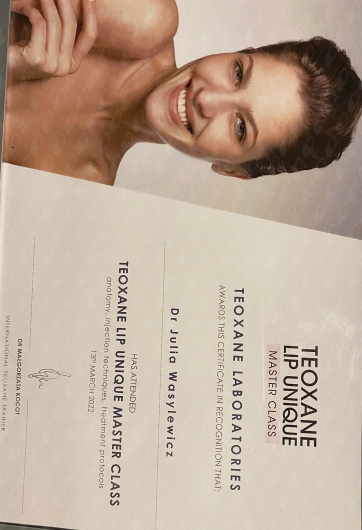 TEOXANE
LIP UNIQUE
MASTER CLASS
TEOXANE LABORATORIES
AWARDS THIS CERTIFICATE IN RECOGNITION THAT:
Dr Julia Wasylewicz
HAS ATTENDED
TEOXANE LIP UNIQUE MASTER CLASS
anatomy, injection techniques, treatment protocols
13TH MARCH 2022
DR MALGORZATA KOCOT
INTERNATIONAL TEOXANE TRAINER